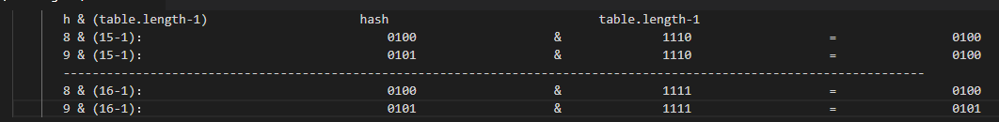 h & (table.length-1) hash table.length-1
8 & (15-1): 0100 & 1110 = 0100
9 & (15-1): 0101 & 1110 = 0100
-----------------------------------------------------------------------------------------------------------------------
8 & (16-1): 0100 & 1111 = 0100
9 & (16-1): 0101 & 1111 = 0101